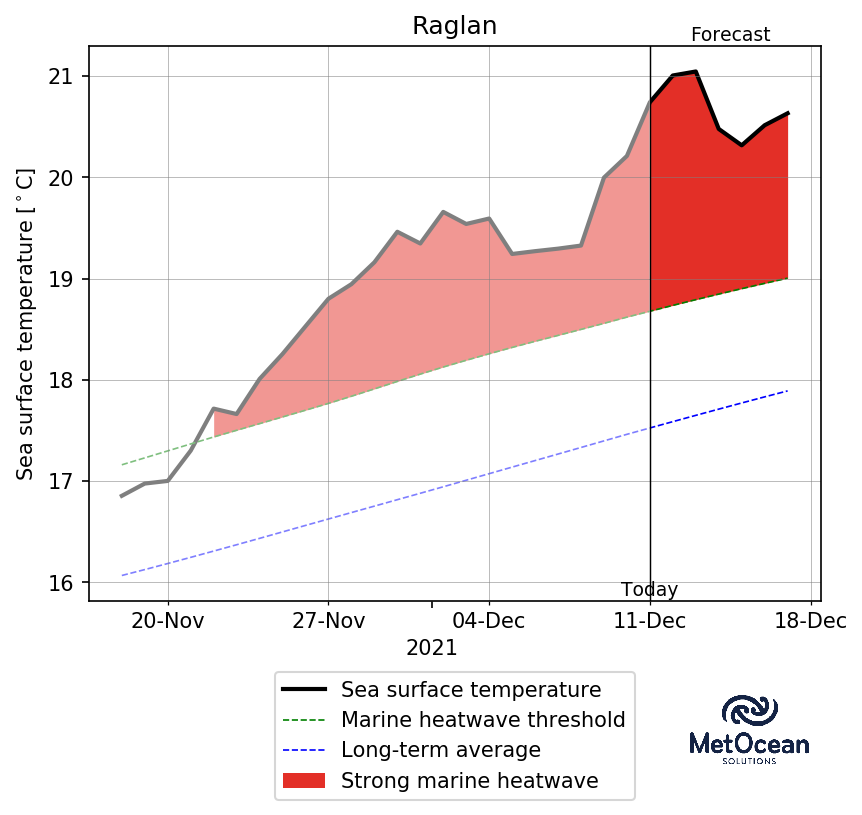 Raglan
Forecast
Sea surface temperature [°C]
21
20
19
18
17
16
Today
20-Nov 27-Nov 04-Dec 11-Dec 18-Dec
2021
Sea surface temperature
Marine heatwave threshold
Long-term average
Strong marine heatwave
MetOcean
SOLUTIONS